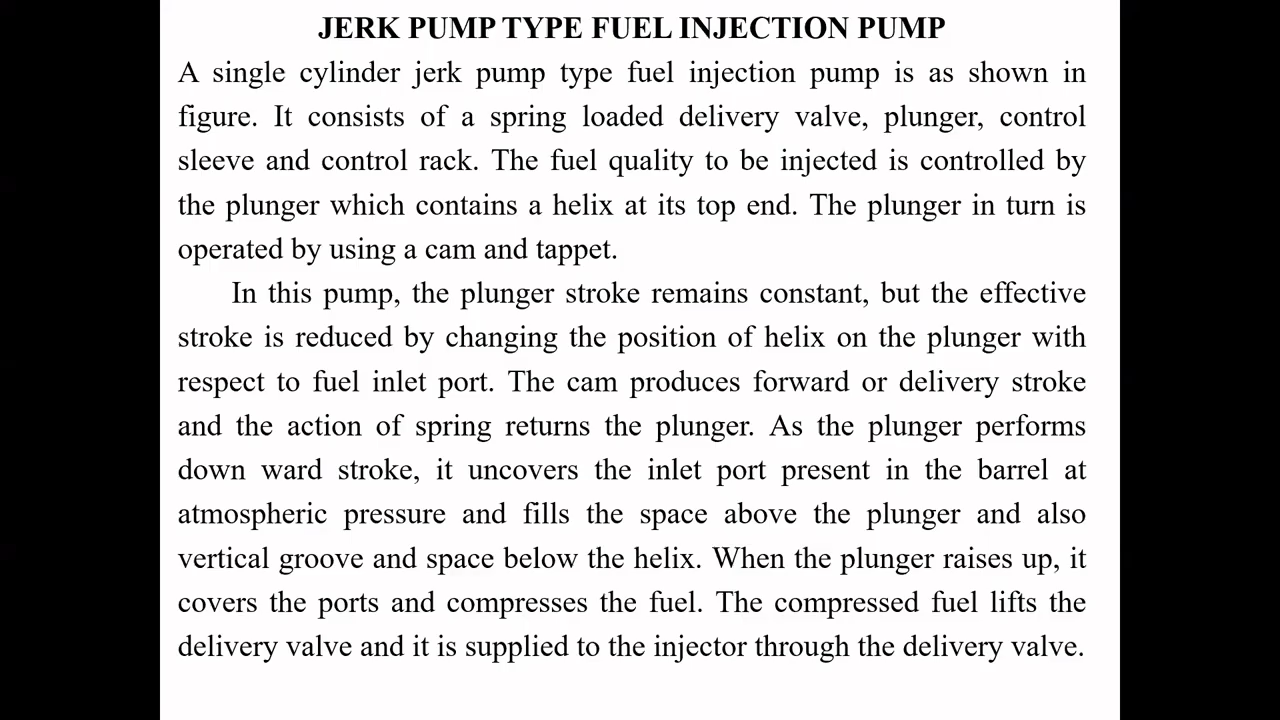 JERK PUMP TYPE FUEL INJECTION PUMP
A single cylinder jerk pump type fuel injection pump is as shown in
figure. It consists of a spring loaded delivery valve, plunger, control
sleeve and control rack. The fuel quality to be injected is controlled by
the plunger which contains a helix at its top end. The plunger in turn is
operated by using a cam and tappet.
In this pump, the plunger stroke remains constant, but the effective
stroke is reduced by changing the position of helix on the plunger with
respect to fuel inlet port. The cam produces forward or delivery stroke
and the action of spring returns the plunger. As the plunger performs
down ward stroke, it uncovers the inlet port present in the barrel at
atmospheric pressure and fills the space above the plunger and also
vertical groove and space below the helix. When the plunger raises up, it
covers the ports and compresses the fuel. The compressed fuel lifts the
delivery valve and it is supplied to the injector through the delivery valve.